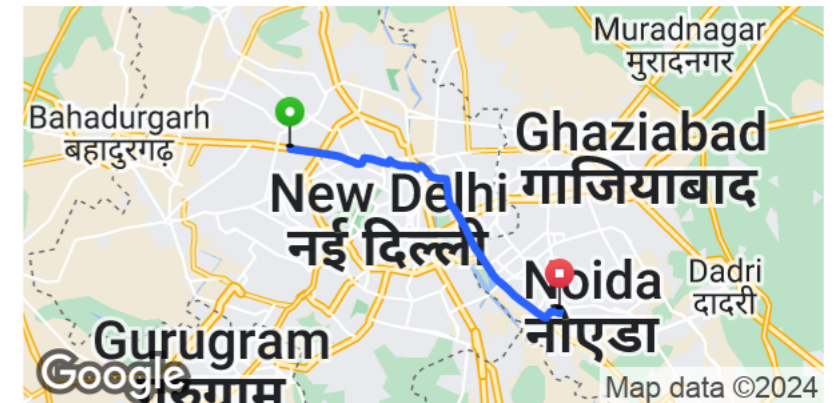 Muradnagar
मुरादनगर
Bahadurgarh
बहादुरगढ़
Ghaziabad
गाजियाबाद
New Delhi
नई दिल्ली
Noida
नोएडा
Dadri
दादरी
Gurugram
गुरुग्राम
Google
Map data ©2024